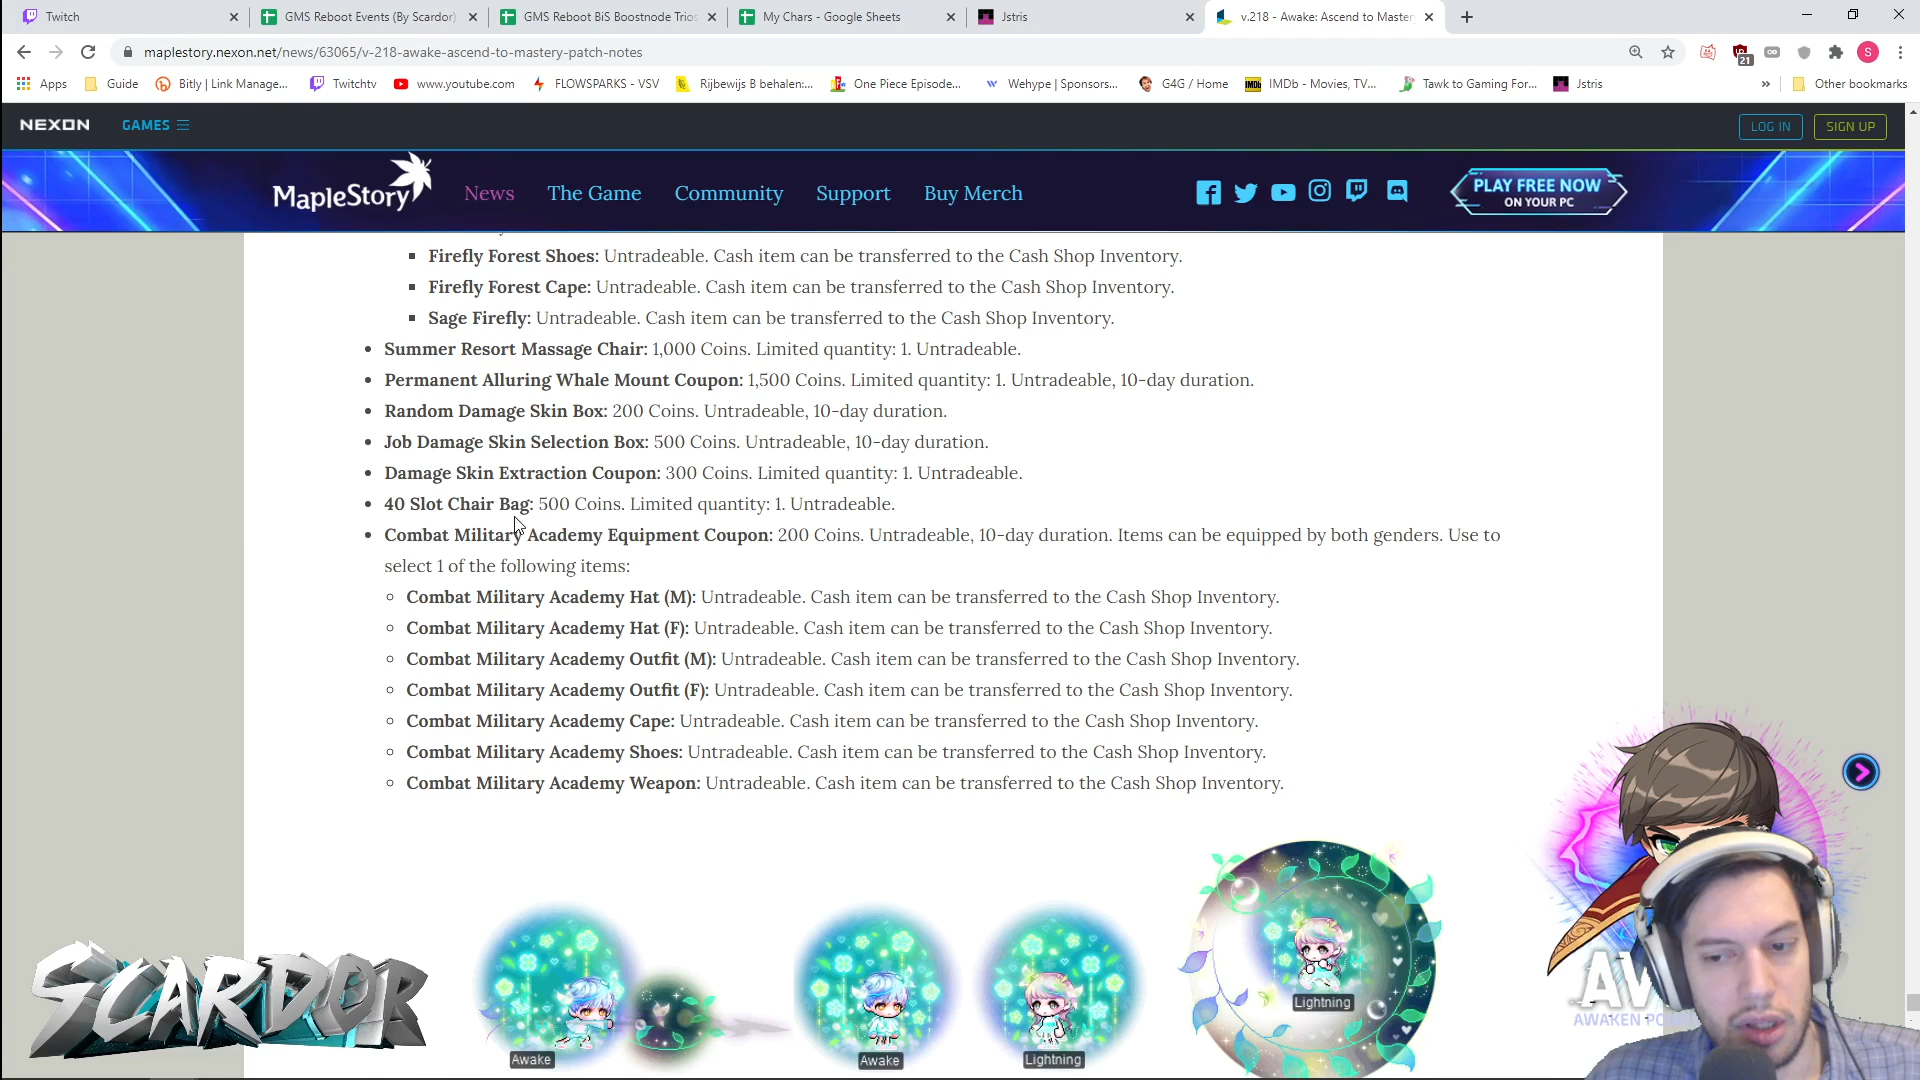 Twitch
GMS Reboot Events (By Scardor)
GMS Reboot BiS Boostnode Trios
My Chars - Google Sheets
Jstris
v.218 - Awake: Ascend to Master
maplestory.nexon.net/news/63065/v-218-awake-ascend-to-mastery-patch-notes
21
S
Apps
Guide
Bitly | Link Manage...
Twitchtv
www.youtube.com
FLOWSPARKS - VSV
Rijbewijs B behalen:...
One Piece Episode...
Wehype | Sponsors...
G4G / Home
IMDb - Movies, TV...
Tawk to Gaming For...
Jstris
»
Other bookmarks
NEXON
GAMES
LOG IN
SIGN UP
MapleStory
News
The Game
Community
Support
Buy Merch
PLAY FREE NOW
ON YOUR PC
Firefly Forest Shoes: Untradeable. Cash item can be transferred to the Cash Shop Inventory.
Firefly Forest Cape: Untradeable. Cash item can be transferred to the Cash Shop Inventory.
Sage Firefly: Untradeable. Cash item can be transferred to the Cash Shop Inventory.
Summer Resort Massage Chair: 1,000 Coins. Limited quantity: 1. Untradeable.
Permanent Alluring Whale Mount Coupon: 1,500 Coins. Limited quantity: 1. Untradeable, 10-day duration.
Random Damage Skin Box: 200 Coins. Untradeable, 10-day duration.
Job Damage Skin Selection Box: 500 Coins. Untradeable, 10-day duration.
Damage Skin Extraction Coupon: 300 Coins. Limited quantity: 1. Untradeable.
40 Slot Chair Bag: 500 Coins. Limited quantity: 1. Untradeable.
Combat Military Academy Equipment Coupon: 200 Coins. Untradeable, 10-day duration. Items can be equipped by both genders. Use to
select 1 of the following items:
Combat Military Academy Hat (M): Untradeable. Cash item can be transferred to the Cash Shop Inventory.
Combat Military Academy Hat (F): Untradeable. Cash item can be transferred to the Cash Shop Inventory.
Combat Military Academy Outfit (M): Untradeable. Cash item can be transferred to the Cash Shop Inventory.
Combat Military Academy Outfit (F): Untradeable. Cash item can be transferred to the Cash Shop Inventory.
Combat Military Academy Cape: Untradeable. Cash item can be transferred to the Cash Shop Inventory.
Combat Military Academy Shoes: Untradeable. Cash item can be transferred to the Cash Shop Inventory.
Combat Military Academy Weapon: Untradeable. Cash item can be transferred to the Cash Shop Inventory.
SCARDOR
Awake
Awake
Lightning
Lightning
AW
AWAKEN PO